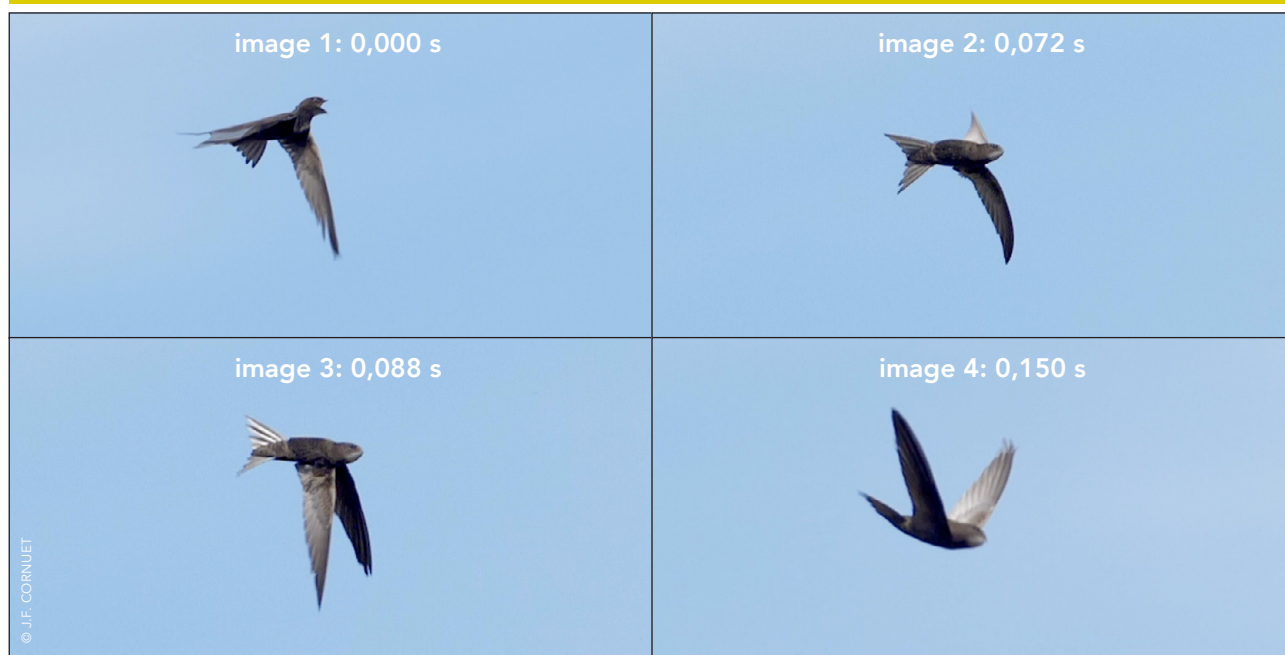 image 1: 0,000 s
image 2: 0,072 s
image 3: 0,088 s
image 4: 0,150 s
© J.F. CORNUET